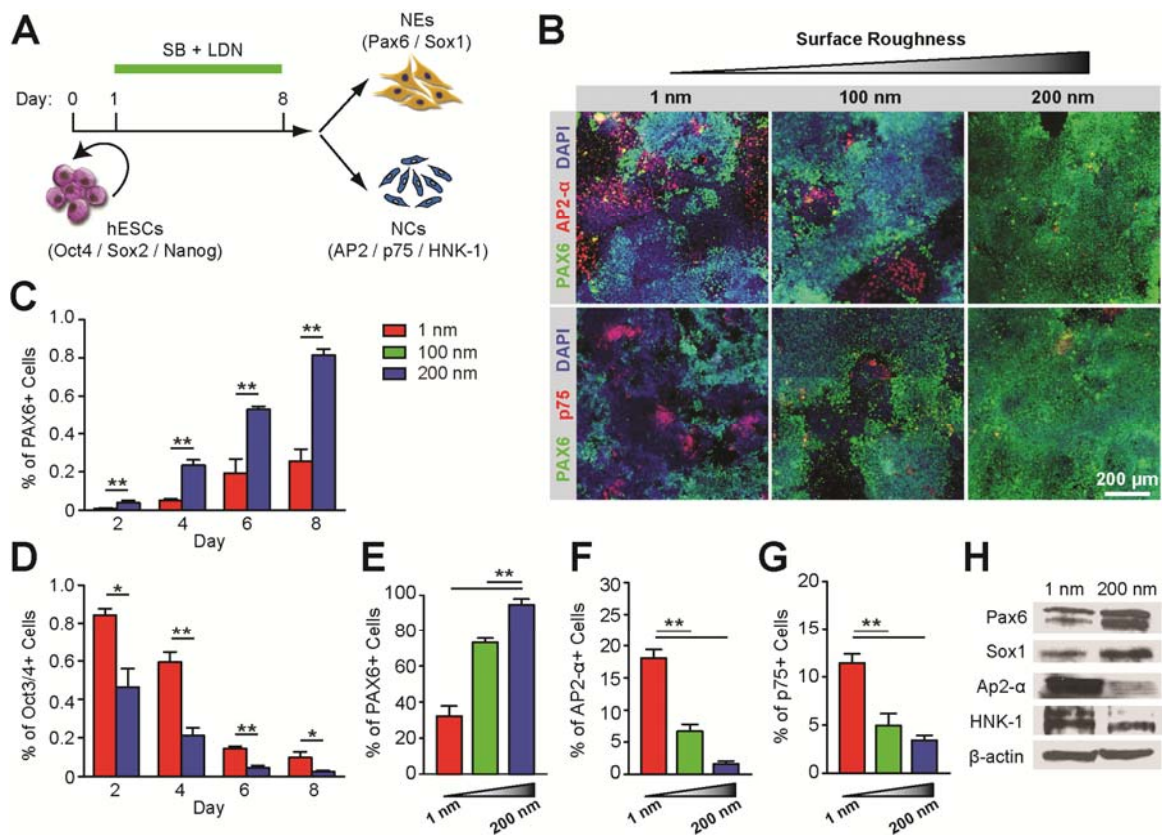 A
SB + LDN
Day: 0 1 8
hESCs
(Oct4 / Sox2 / Nanog)
NEs
(Pax6 / Sox1)
NCs
(AP2 / p75 / HNK-1)
B
Surface Roughness
1 nm 100 nm 200 nm
PAX6 AP2-α DAPI
PAX6 p75 DAPI
200 µm
C
% of PAX6+ Cells
1.0
0.8
0.6
0.4
0.2
0
** ** ** **
2 4 6 8
Day
1 nm
100 nm
200 nm
D
% of Oct3/4+ Cells
1.0
0.8
0.6
0.4
0.2
0
* ** ** *
2 4 6 8
Day
E
% of PAX6+ Cells
100
80
60
40
20
0
**
1 nm 200 nm
F
% of AP2-α+ Cells
30
25
20
15
10
5
0
**
1 nm 200 nm
G
% of p75+ Cells
20
15
10
5
0
**
1 nm 200 nm
H
1 nm 200 nm
Pax6
Sox1
Ap2-α
HNK-1
β-actin